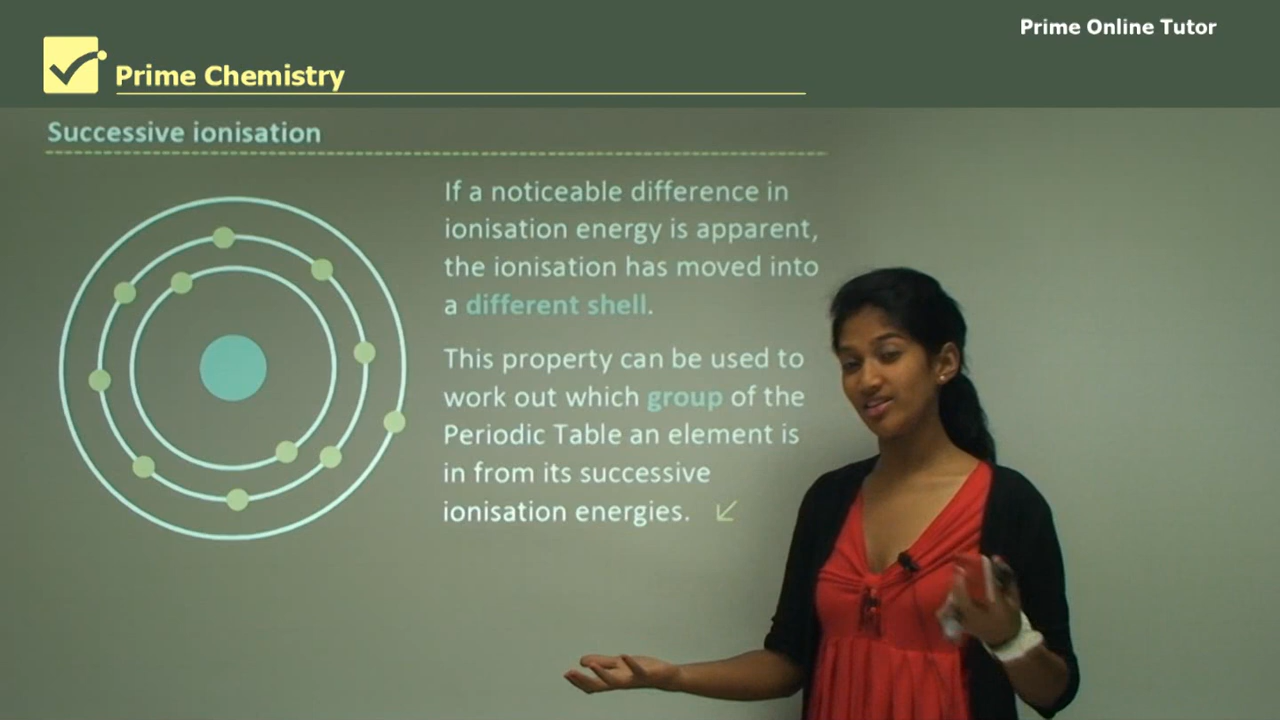 Prime Online Tutor
Prime Chemistry
Successive ionisation
If a noticeable difference in
ionisation energy is apparent,
the ionisation has moved into
a different shell.
This property can be used to
work out which group of the
Periodic Table an element is
in from its successive
ionisation energies.